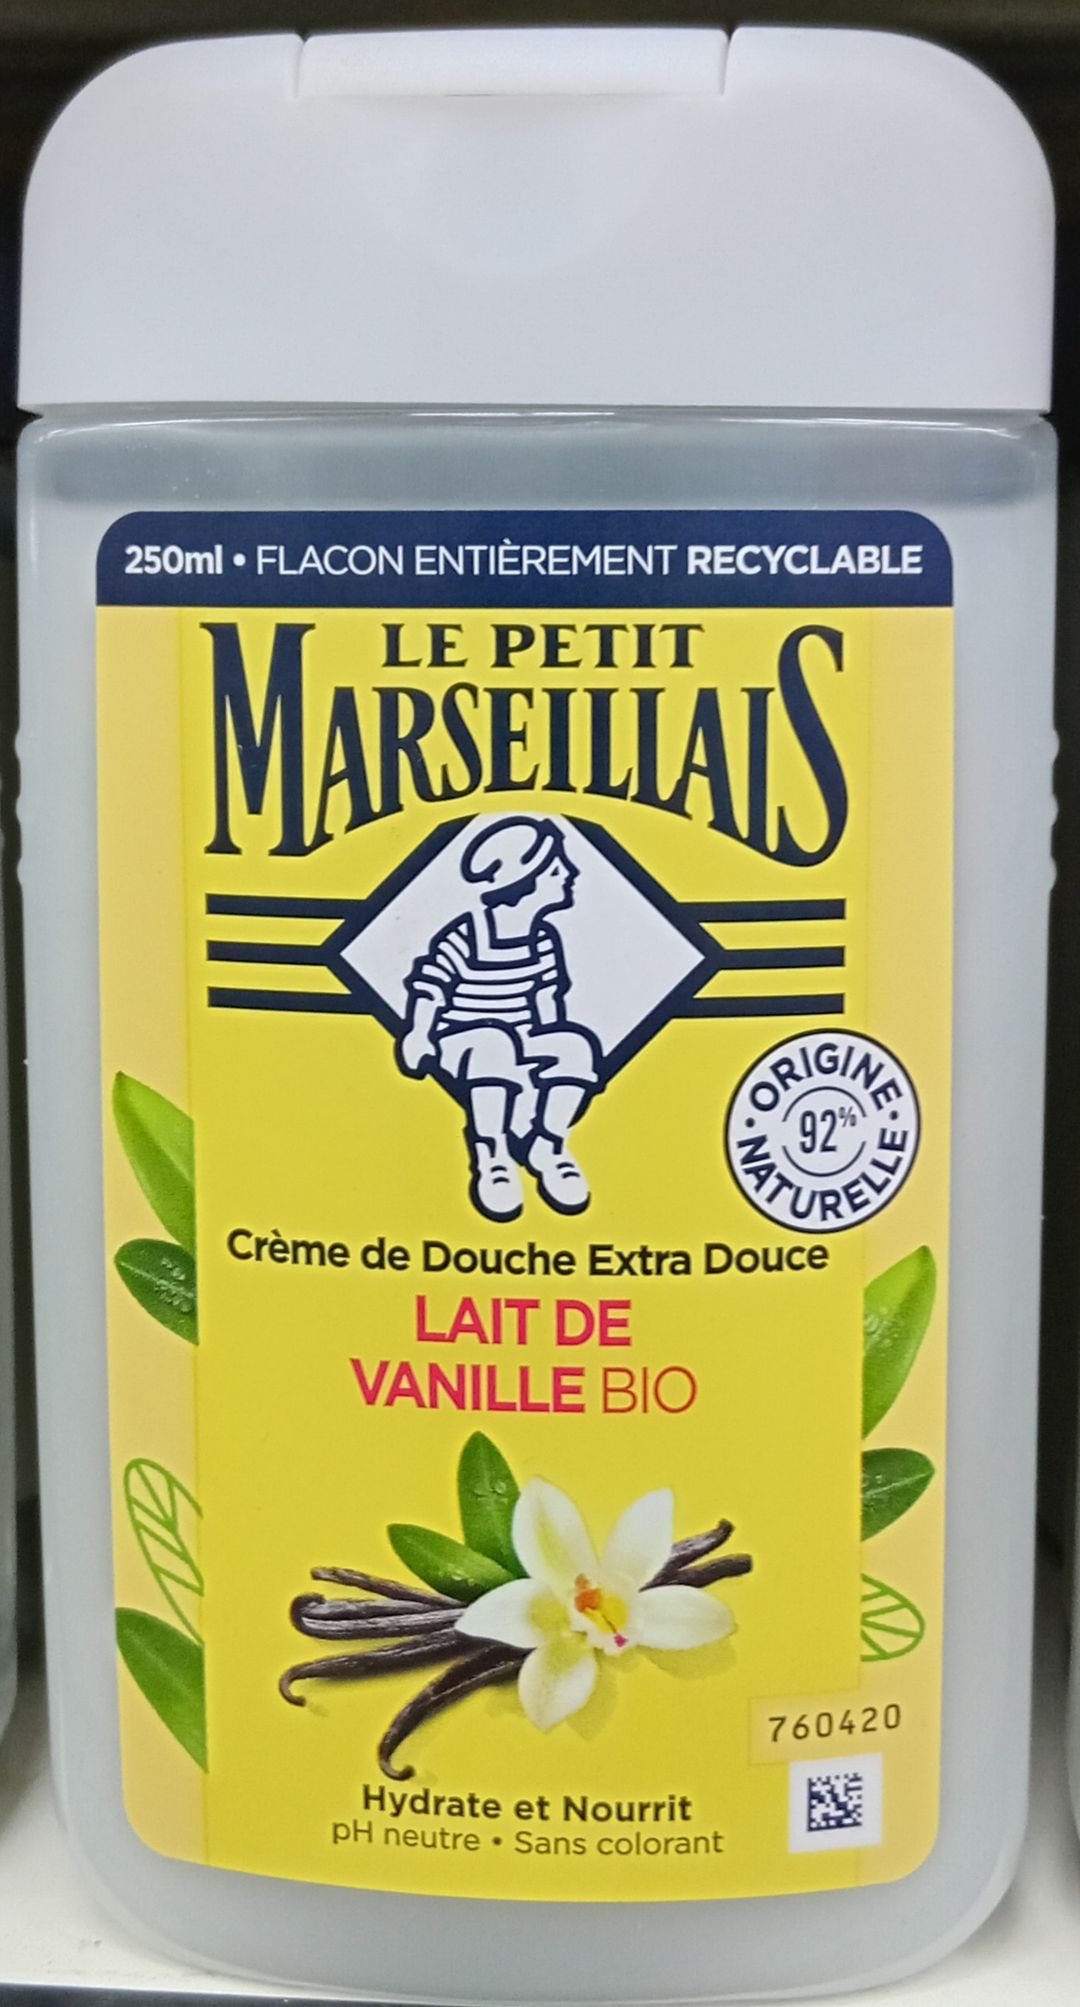 250ml • FLACON ENTIÈREMENT RECYCLABLE
LE PETIT
MARSEILLAIS
ORIGINE
92%
NATURELLE
Crème de Douche Extra Douce
LAIT DE
VANILLE BIO
760420
Hydrate et Nourrit
pH neutre • Sans colorant